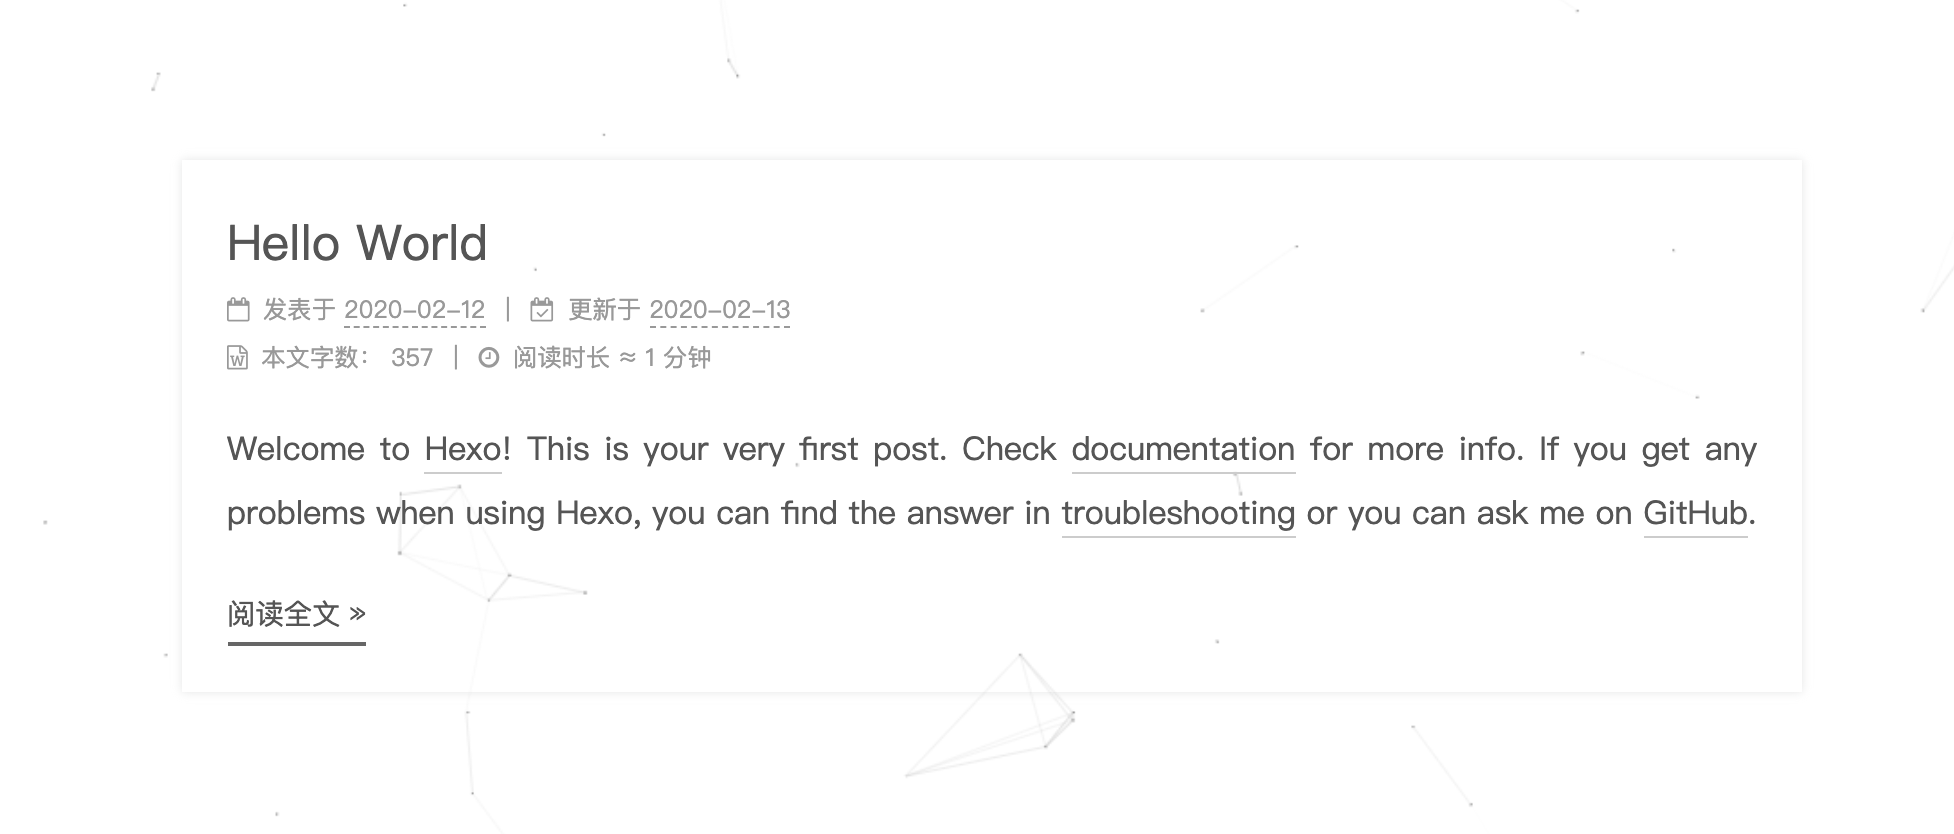 Hello World
发表于 2020-02-12 | 更新于 2020-02-13
本文字数： 357 | 阅读时长 ≈ 1 分钟
Welcome to Hexo! This is your very first post. Check documentation for more info. If you get any
problems when using Hexo, you can find the answer in troubleshooting or you can ask me on GitHub.
阅读全文 »